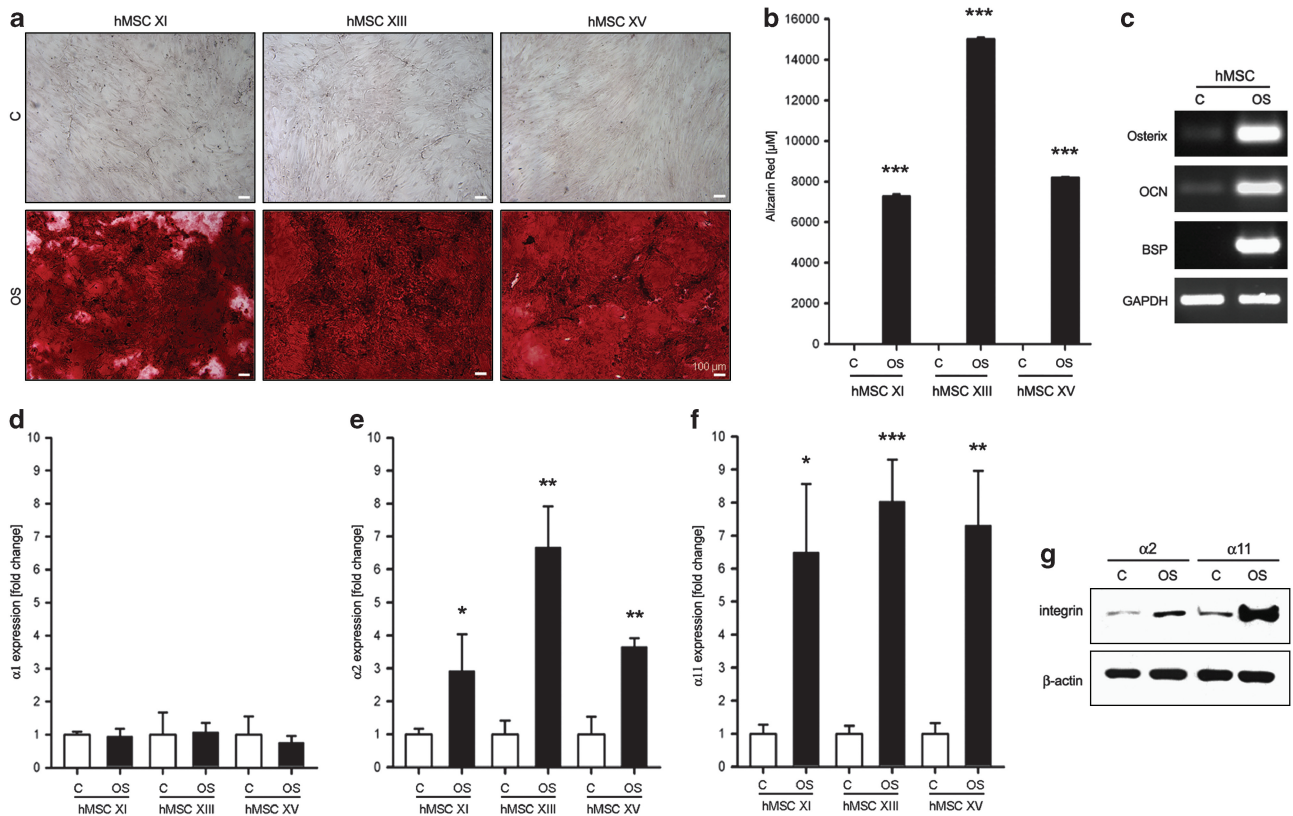 a
hMSC XI hMSC XIII hMSC XV
C
OS
100 µm
b
Alizarin Red [µM]
16000
14000
12000
10000
8000
6000
4000
2000
0
*** *** ***
C OS C OS C OS
hMSC XI hMSC XIII hMSC XV
c
hMSC
C OS
Osterix
OCN
BSP
GAPDH
d
α1 expression [fold change]
10
9
8
7
6
5
4
3
2
1
0
C OS C OS C OS
hMSC XI hMSC XIII hMSC XV
e
α2 expression [fold change]
10
9
8
7
6
5
4
3
2
1
0
* ** **
C OS C OS C OS
hMSC XI hMSC XIII hMSC XV
f
α11 expression [fold change]
10
9
8
7
6
5
4
3
2
1
0
* *** **
C OS C OS C OS
hMSC XI hMSC XIII hMSC XV
g
α2 α11
C OS C OS
integrin
β-actin